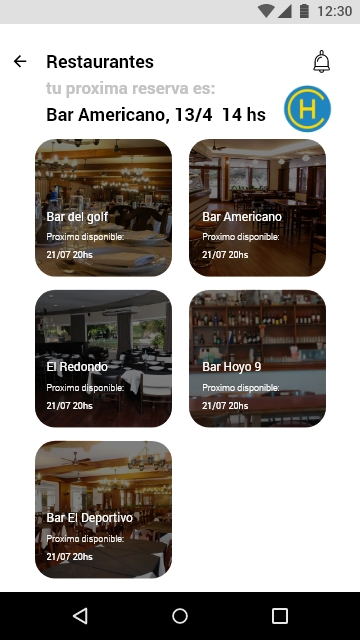 12:30
Restaurantes
tu proxima reserva es:
Bar Americano, 13/4 14 hs
H
Bar del golf
Proximo disponible:
21/07 20hs
Bar Americano
Proximo disponible:
21/07 20hs
El Redondo
Proximo disponible:
21/07 20hs
Bar Hoyo 9
Proximo disponible:
21/07 20hs
Bar El Deportivo
Proximo disponible:
21/07 20hs